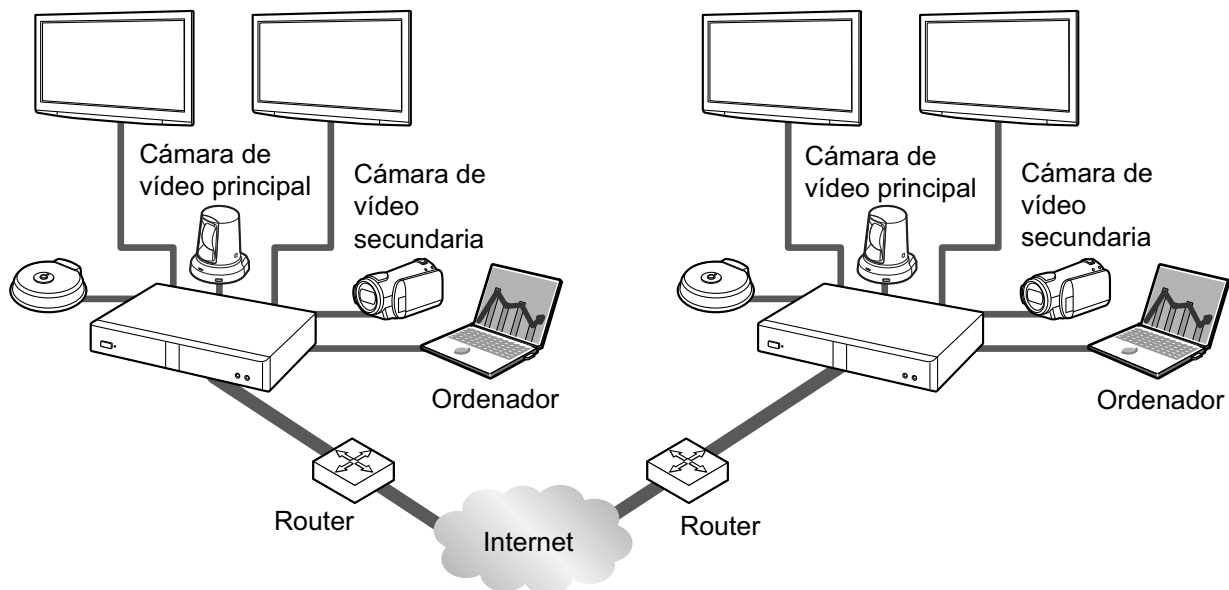 Cámara de
vídeo principal
Cámara de
vídeo
secundaria
Ordenador
Router
Cámara de
vídeo principal
Cámara de
vídeo
secundaria
Ordenador
Router
Internet